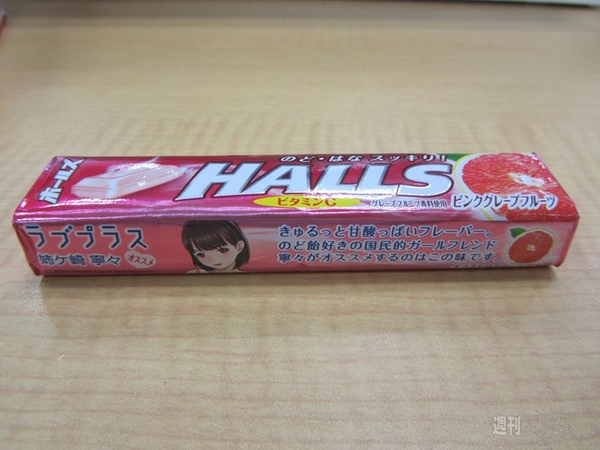 ホールズ
のど・はな スッキリ!
HALLS
ビタミンC
グレープフルーツ香料使用
ピンクグレープフルーツ
ラブプラス
姉ヶ崎 寧々
オススメ
きゅるっと甘酸っぱいフレーバー。
のど飴好きの国民的ガールフレンド
寧々がオススメするのはこの味です。
週刊